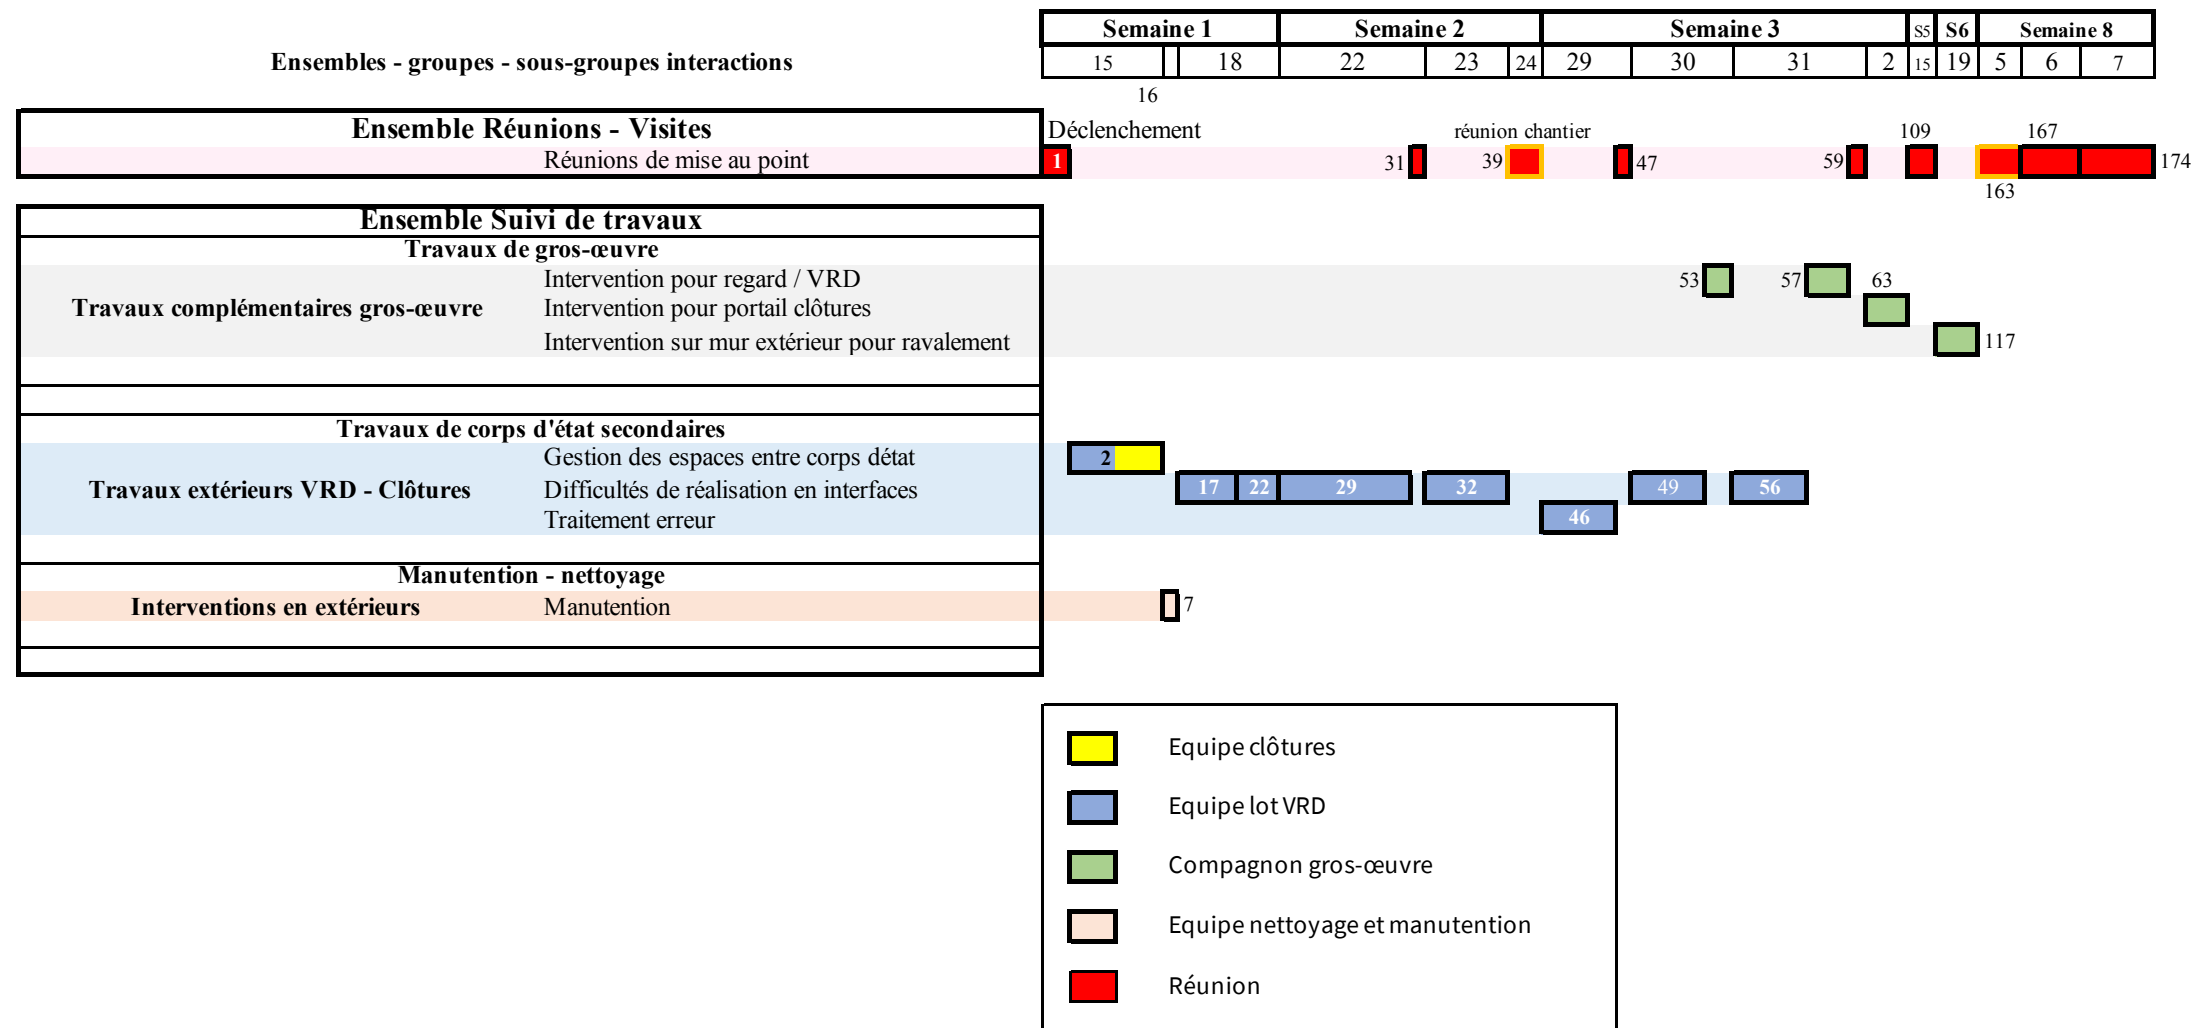 Semaine 1 Semaine 2 Semaine 3 S5 S6 Semaine 8
Ensembles - groupes - sous-groupes interactions 15 18 22 23 24 29 30 31 2 15 19 5 6 7
16
Ensemble Réunions - Visites Déclenchement réunion chantier 109 167
Réunions de mise au point 1 31 39 47 59 174
163
Ensemble Suivi de travaux
Travaux de gros-œuvre
Intervention pour regard / VRD 53 57 63
Travaux complémentaires gros-œuvre Intervention pour portail clôtures
Intervention sur mur extérieur pour ravalement 117
Travaux de corps d'état secondaires
Gestion des espaces entre corps détat 2
Travaux extérieurs VRD - Clôtures Difficultés de réalisation en interfaces 17 22 29 32 49 56
Traitement erreur 46
Manutention - nettoyage
Interventions en extérieurs Manutention 7
Equipe clôtures
Equipe lot VRD
Compagnon gros-œuvre
Equipe nettoyage et manutention
Réunion